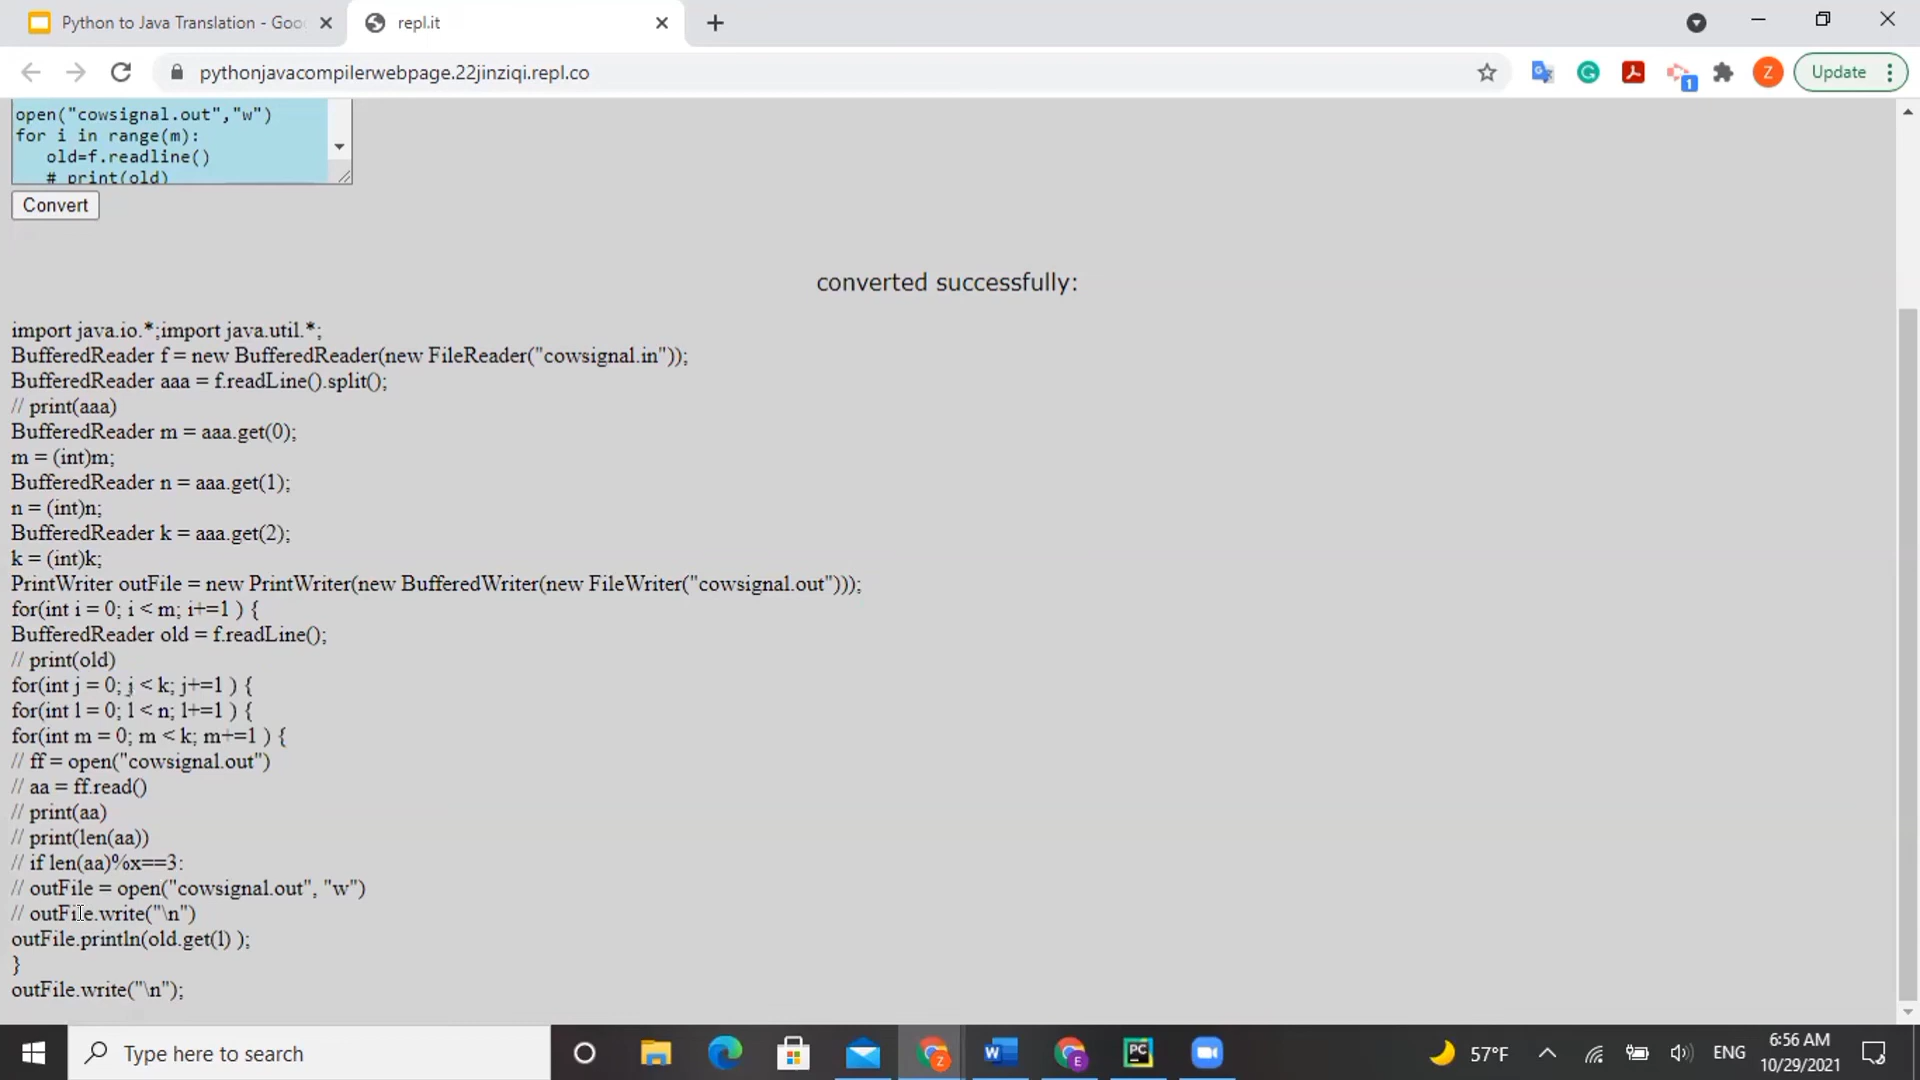 Python to Java Translation - Goo
repl.it
pythonjavacompilerwebpage.22jinziqi.repl.co
1
Z
Update
open("cowsignal.out","w")
for i in range(m):
old=f.readline()
# print(old)
Convert
converted successfully:
import java.io.*;import java.util.*;
BufferedReader f = new BufferedReader(new FileReader("cowsignal.in"));
BufferedReader aaa = f.readLine().split();
// print(aaa)
BufferedReader m = aaa.get(0);
m = (int)m;
BufferedReader n = aaa.get(1);
n = (int)n;
BufferedReader k = aaa.get(2);
k = (int)k;
PrintWriter outFile = new PrintWriter(new BufferedWriter(new FileWriter("cowsignal.out")));
for(int i = 0; i < m; i+=1 ) {
BufferedReader old = f.readLine();
// print(old)
for(int j = 0; j < k; j+=1 ) {
for(int l = 0; l < n; l+=1 ) {
for(int m = 0; m < k; m+=1 ) {
// ff = open("cowsignal.out")
// aa = ff.read()
// print(aa)
// print(len(aa))
// if len(aa)%x==3:
// outFile = open("cowsignal.out", "w")
// outFile.write("\n")
outFile.println(old.get(l) );
}
outFile.write("\n");
Type here to search
Z
W
E
PC
57°F
ENG
6:56 AM
10/29/2021